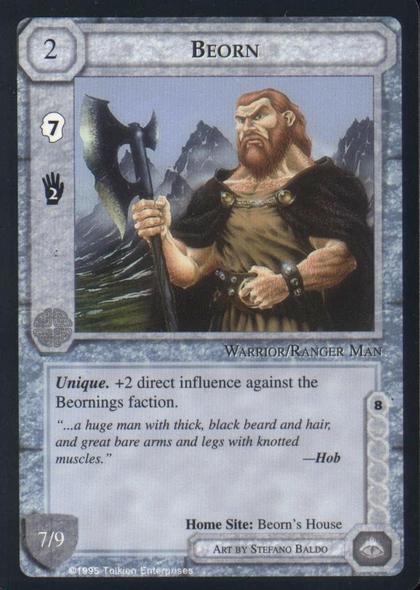 2
BEORN
7
2
WARRIOR/RANGER MAN
Unique. +2 direct influence against the
Beornings faction.
"...a huge man with thick, black beard and hair,
and great bare arms and legs with knotted
muscles."
—Hob
8
Home Site: Beorn's House
7/9
ART BY STEFANO BALDO
©1995 Tolkien Enterprises